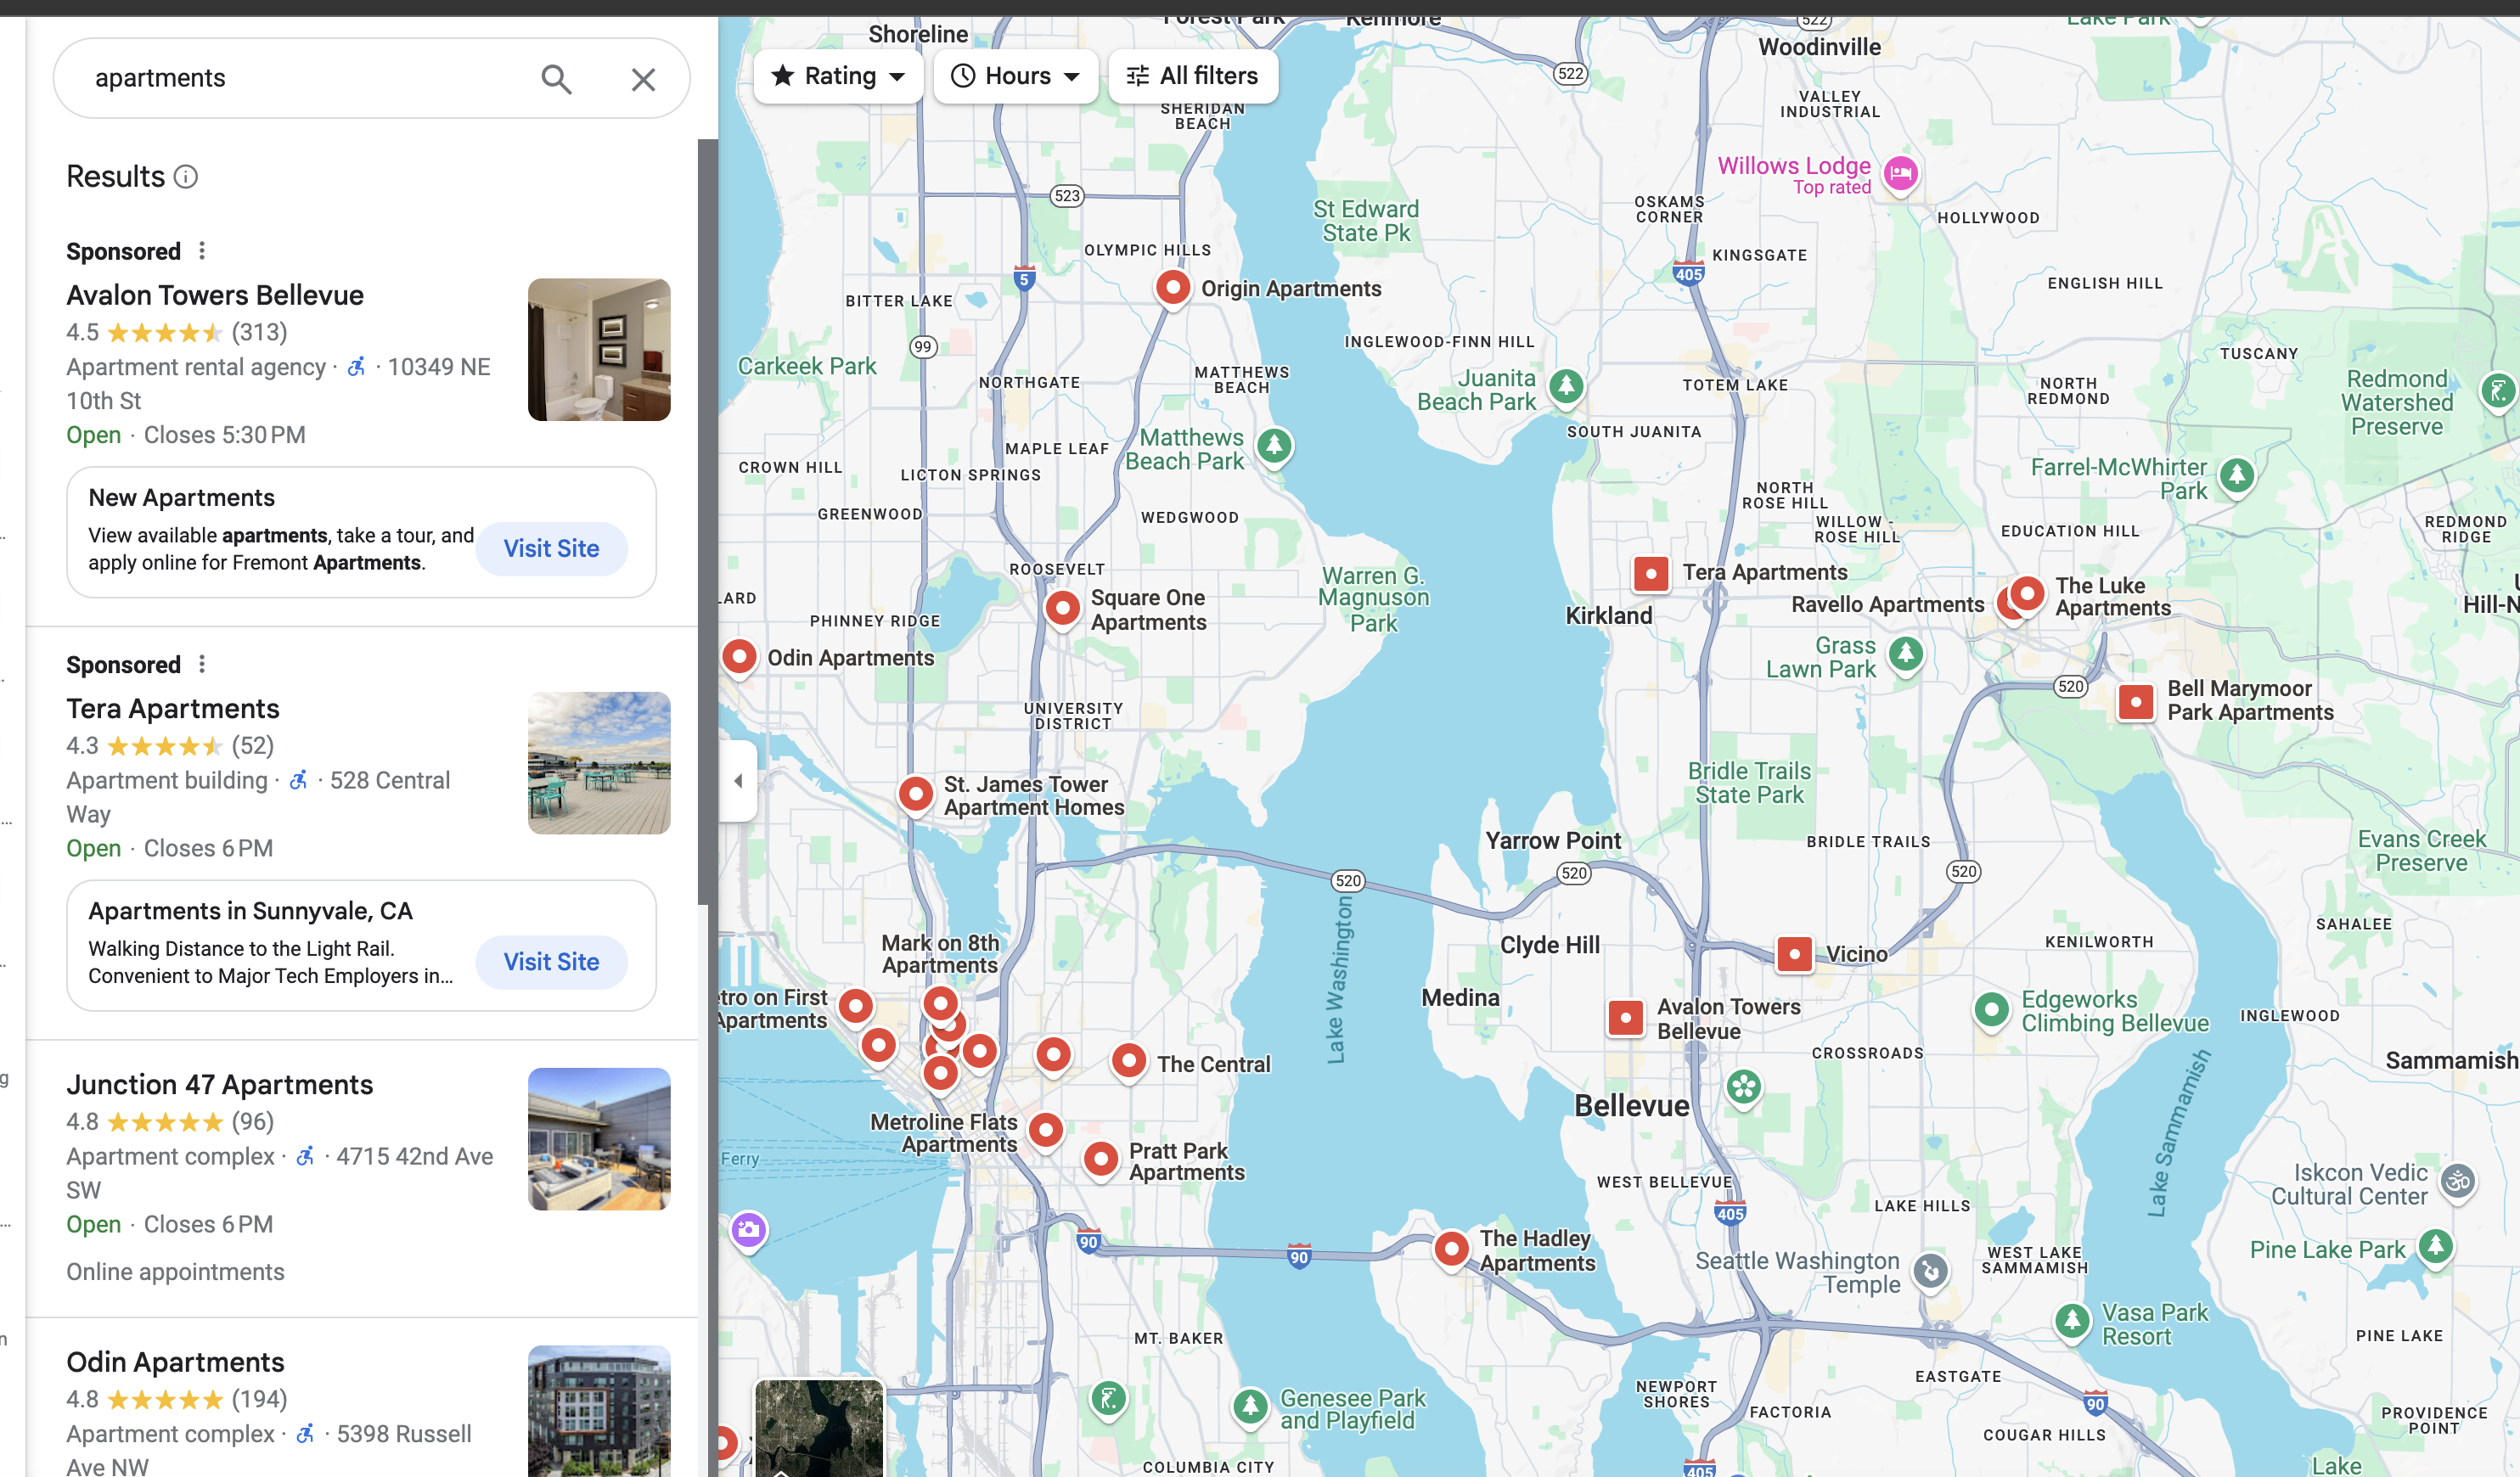 apartments
Results
Sponsored
Avalon Towers Bellevue
4.5 (313)
Apartment rental agency · · 10349 NE
10th St
Open · Closes 5:30 PM
New Apartments
View available apartments, take a tour, and
apply online for Fremont Apartments.
Visit Site
Sponsored
Tera Apartments
4.3 (52)
Apartment building · · 528 Central
Way
Open · Closes 6 PM
Apartments in Sunnyvale, CA
Walking Distance to the Light Rail.
Convenient to Major Tech Employers in...
Visit Site
Junction 47 Apartments
4.8 (96)
Apartment complex · · 4715 42nd Ave
SW
Open · Closes 6 PM
Online appointments
Odin Apartments
4.8 (194)
Apartment complex · · 5398 Russell
Ave NW
Rating
Hours
All filters
Forest Park
Kenmore
522
Lake Park
Shoreline
Woodinville
522
VALLEY
INDUSTRIAL
SHERIDAN
BEACH
Willows Lodge
Top rated
523
St Edward
State Pk
OSKAMS
CORNER
HOLLYWOOD
OLYMPIC HILLS
KINGSGATE
5
405
ENGLISH HILL
BITTER LAKE
Origin Apartments
99
INGLEWOOD-FINN HILL
TUSCANY
Carkeek Park
NORTHGATE
MATTHEWS
BEACH
Juanita
Beach Park
TOTEM LAKE
NORTH
REDMOND
Redmond
Watershed
Preserve
SOUTH JUANITA
Matthews
Beach Park
MAPLE LEAF
CROWN HILL
LICTON SPRINGS
Farrel-McWhirter
Park
NORTH
ROSE HILL
GREENWOOD
WEDGWOOD
WILLOW -
ROSE HILL
EDUCATION HILL
REDMOND
RIDGE
ROOSEVELT
Warren G.
Magnuson
Park
Tera Apartments
LARD
Square One
Apartments
Kirkland
Ravello Apartments
The Luke
Apartments
Hill-N
PHINNEY RIDGE
Odin Apartments
Grass
Lawn Park
520
Bell Marymoor
Park Apartments
UNIVERSITY
DISTRICT
St. James Tower
Apartment Homes
Bridle Trails
State Park
Yarrow Point
BRIDLE TRAILS
Evans Creek
Preserve
520
520
520
Lake Washington
SAHALEE
Mark on 8th
Apartments
Clyde Hill
Vicino
KENILWORTH
etro on First
Apartments
Medina
Avalon Towers
Bellevue
Edgeworks
Climbing Bellevue
INGLEWOOD
The Central
CROSSROADS
Sammamish
Bellevue
Metroline Flats
Apartments
Pratt Park
Apartments
Ferry
Lake Sammamish
WEST BELLEVUE
Iskcon Vedic
Cultural Center
LAKE HILLS
405
90
90
The Hadley
Apartments
Seattle Washington
Temple
WEST LAKE
SAMMAMISH
Pine Lake Park
Vasa Park
Resort
MT. BAKER
PINE LAKE
Genesee Park
and Playfield
NEWPORT
SHORES
EASTGATE
FACTORIA
90
PROVIDENCE
POINT
COUGAR HILLS
COLUMBIA CITY
405
Lake